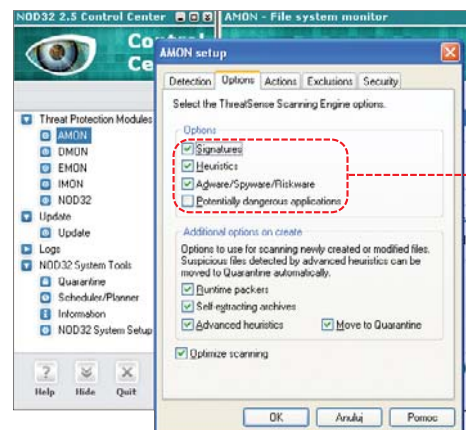 NOD32 2.5 Control Center
AMON - File system monitor
Co
Ce
AMON setup
Detection Options Actions Exclusions Security
Select the ThreatSense Scanning Engine options.
Options
Signatures
Heuristics
Adware/Spyware/Riskware
Potentially dangerous applications
Additional options on create
Options to use for scanning newly created or modified files.
Suspicious files detected by advanced heuristics can be
moved to Quarantine automatically.
Runtime packers
Self-extracting archives
Advanced heuristics
Move to Quarantine
Optimize scanning
OK
Anuluj
Pomoc
Threat Protection Modules
AMON
DMON
EMON
IMON
NOD32
Update
Update
Logs
NOD32 System Tools
Quarantine
Scheduler/Planner
Information
NOD32 System Setup
Help
Hide
Quit